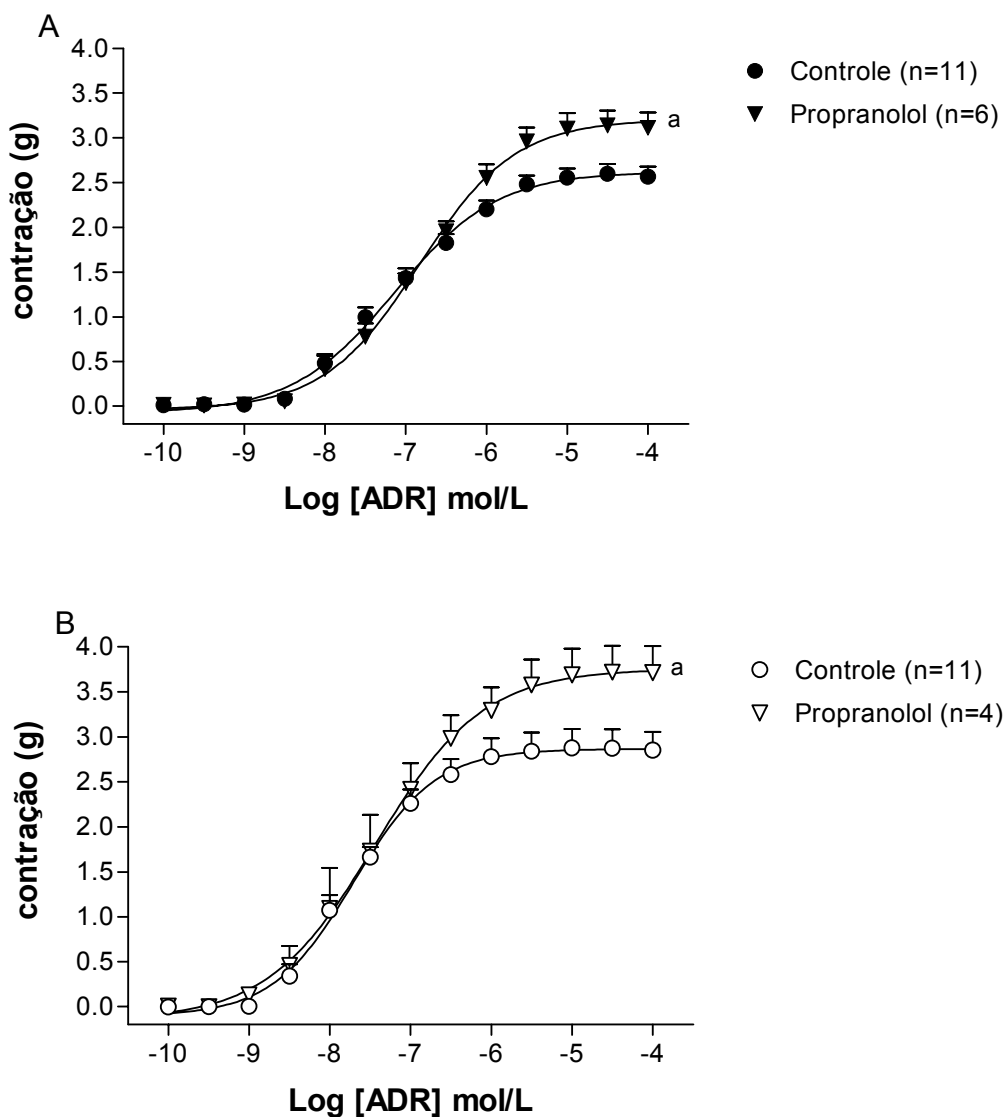 A
4.0
3.5
3.0
2.5
2.0
1.5
1.0
0.5
0.0
contração (g)
-10 -9 -8 -7 -6 -5 -4
Log [ADR] mol/L
a
Controle (n=11)
Propranolol (n=6)
B
4.0
3.5
3.0
2.5
2.0
1.5
1.0
0.5
0.0
contração (g)
-10 -9 -8 -7 -6 -5 -4
Log [ADR] mol/L
a
Controle (n=11)
Propranolol (n=4)